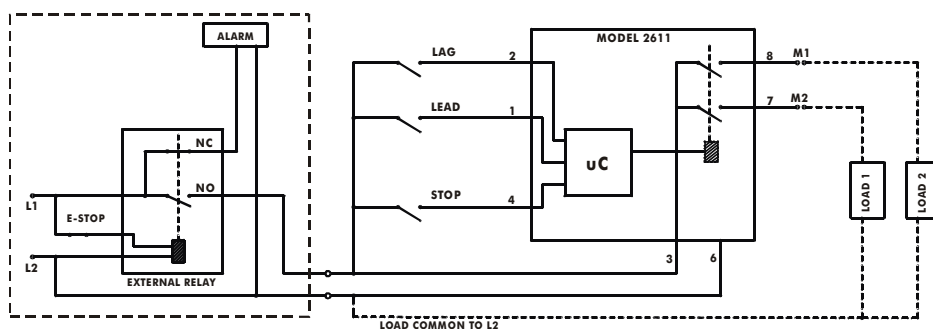 ALARM
NC
NO
L1
E-STOP
L2
EXTERNAL RELAY
MODEL 2611
LAG
2
LEAD
1
STOP
4
uC
8
M1
7
M2
3
6
LOAD 1
LOAD 2
LOAD COMMON TO L2